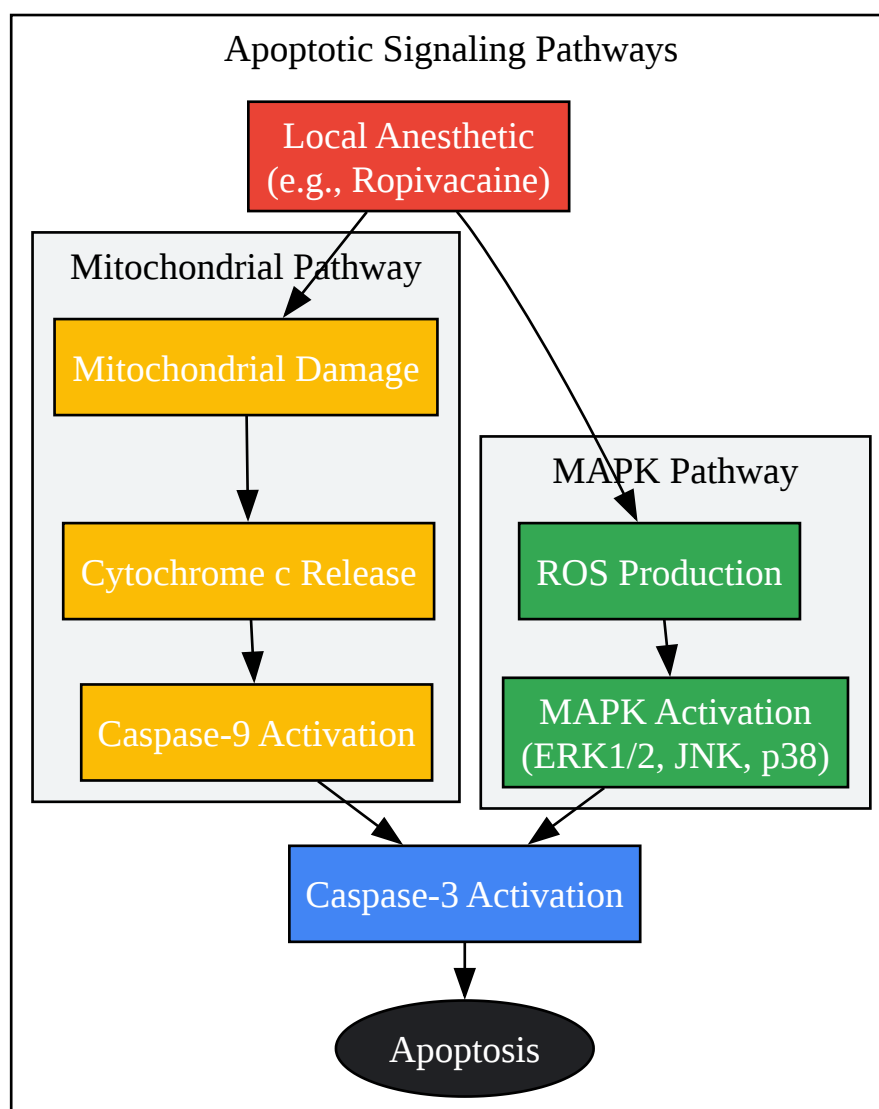 Apoptotic Signaling Pathways
Local Anesthetic
(e.g., Ropivacaine)
Mitochondrial Pathway
Mitochondrial Damage
Cytochrome c Release
Caspase-9 Activation
MAPK Pathway
ROS Production
MAPK Activation
(ERK1/2, JNK, p38)
Caspase-3 Activation
Apoptosis